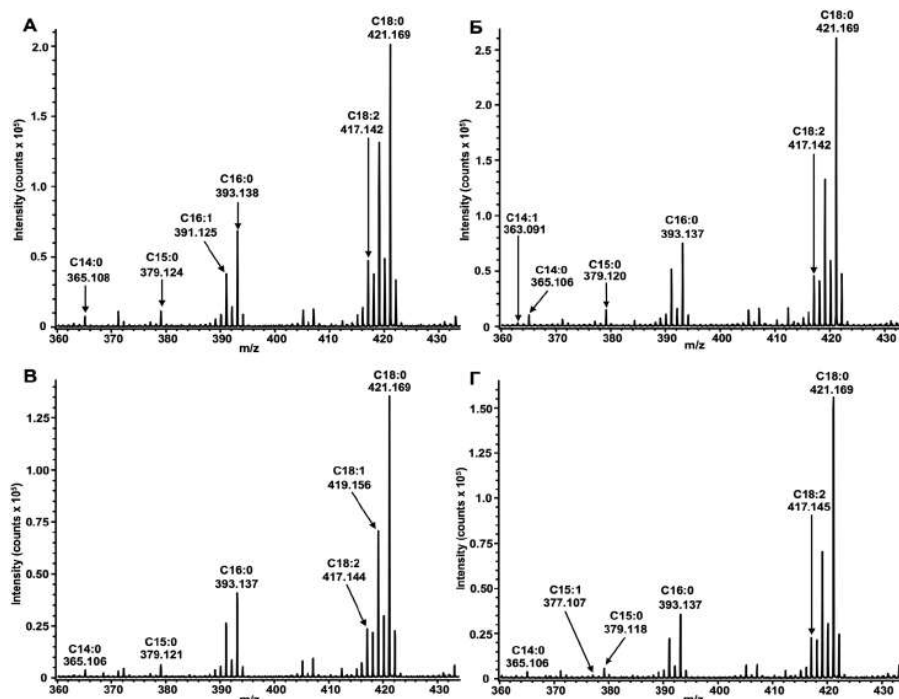 А
Intensity (counts x 10⁵)
2.0
1.5
1.0
0.5
0
C14:0
365.108
C15:0
379.124
C16:1
391.125
C16:0
393.138
C18:2
417.142
C18:0
421.169
360 370 380 390 400 410 420 430
m/z
Б
Intensity (counts x 10⁵)
2.5
2.0
1.5
1.0
0.5
0
C14:1
363.091
C14:0
365.106
C15:0
379.120
C16:0
393.137
C18:2
417.142
C18:0
421.169
360 370 380 390 400 410 420 430
m/z
В
Intensity (counts x 10⁵)
1.25
1.00
0.75
0.50
0.25
0
C14:0
365.106
C15:0
379.121
C16:0
393.137
C18:2
417.144
C18:1
419.156
C18:0
421.169
360 370 380 390 400 410 420 430
m/z
Г
Intensity (counts x 10⁵)
1.50
1.00
0.50
0.25
0
C14:0
365.106
C15:1
377.107
C15:0
379.118
C16:0
393.137
C18:2
417.145
C18:0
421.169
360 370 380 390 400 410 420 430
m/z